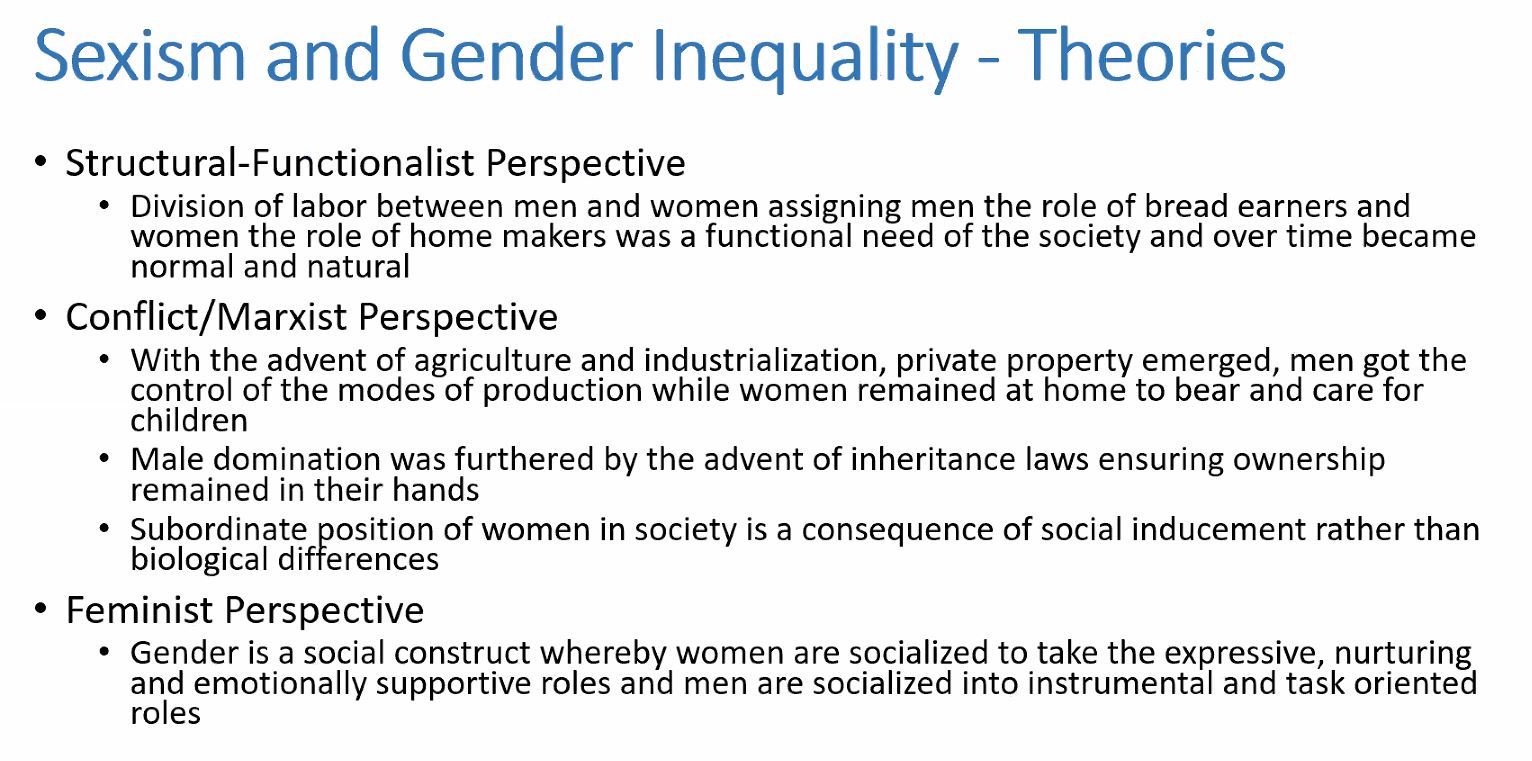 Sexism and Gender Inequality - Theories
• Structural-Functionalist Perspective
• Division of labor between men and women assigning men the role of bread earners and
women the role of home makers was a functional need of the society and over time became
normal and natural
• Conflict/Marxist Perspective
• With the advent of agriculture and industrialization, private property emerged, men got the
control of the modes of production while women remained at home to bear and care for
children
• Male domination was furthered by the advent of inheritance laws ensuring ownership
remained in their hands
• Subordinate position of women in society is a consequence of social inducement rather than
biological differences
• Feminist Perspective
• Gender is a social construct whereby women are socialized to take the expressive, nurturing
and emotionally supportive roles and men are socialized into instrumental and task oriented
roles